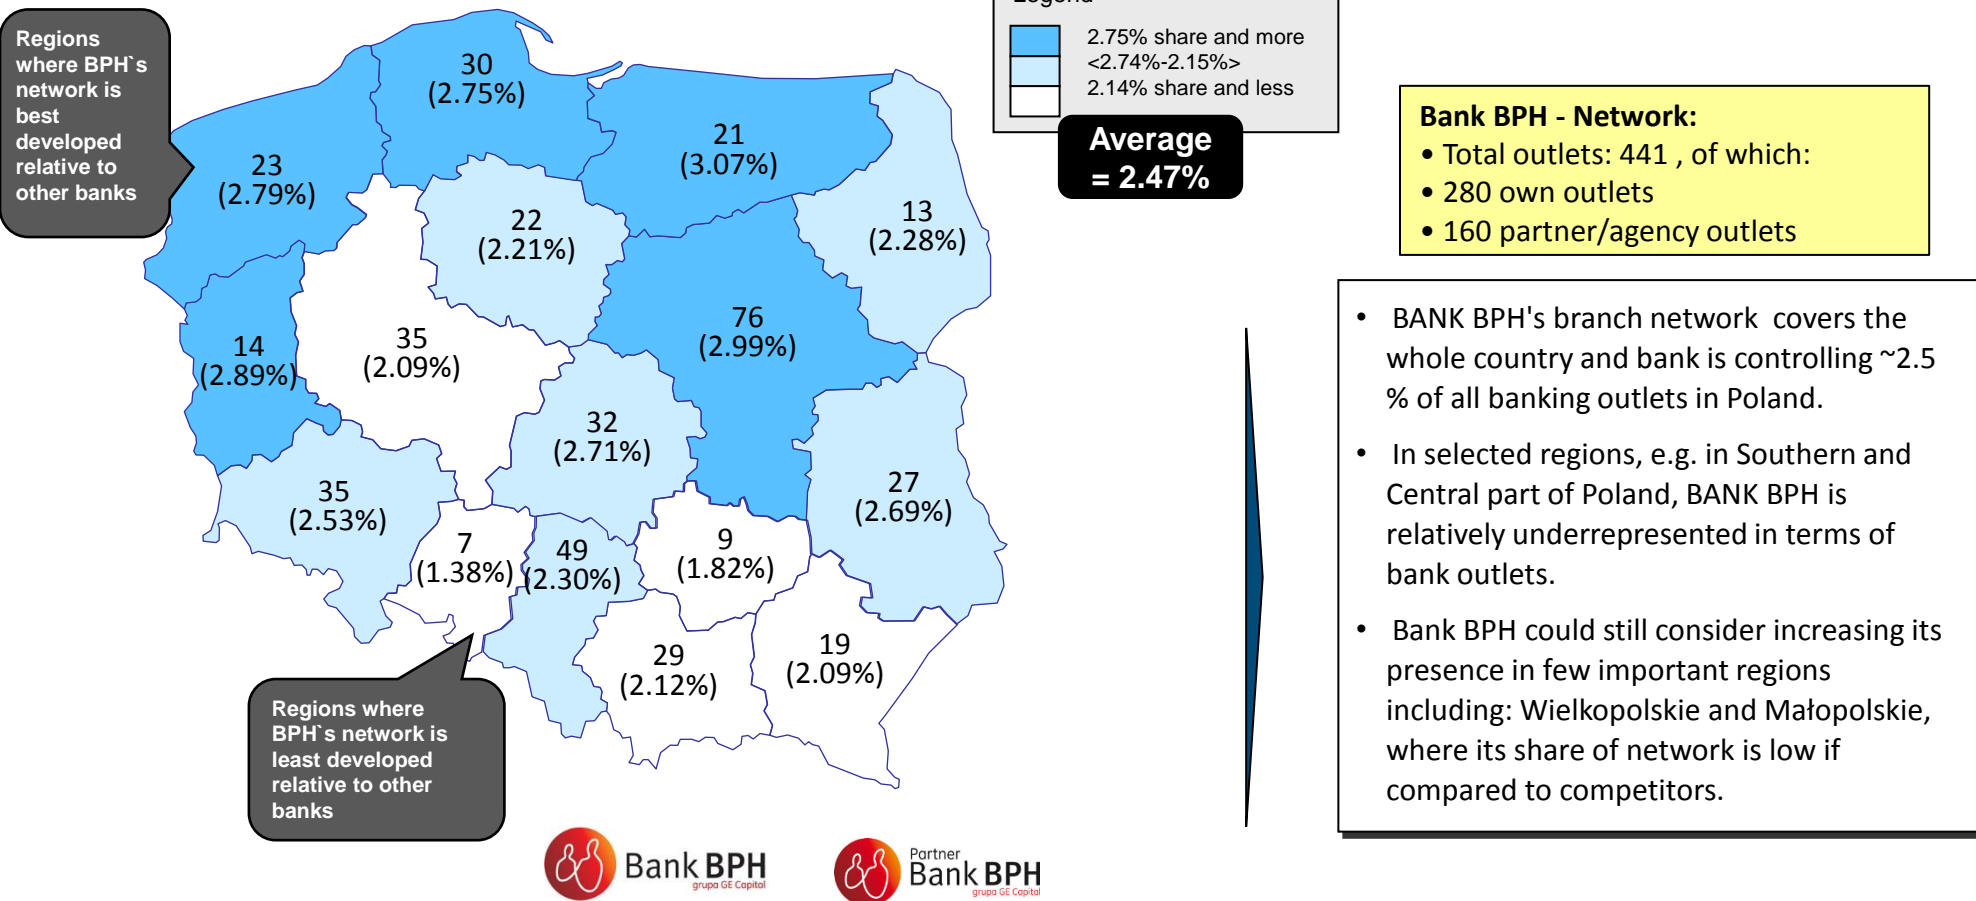 Regions
where BPH`s
network is
best
developed
relative to
other banks
Legend
2.75% share and more
<2.74%-2.15%>
2.14% share and less
Average
= 2.47%
30
(2.75%)
21
(3.07%)
23
(2.79%)
22
(2.21%)
13
(2.28%)
76
(2.99%)
14
(2.89%)
35
(2.09%)
32
(2.71%)
27
(2.69%)
35
(2.53%)
7
(1.38%)
49
(2.30%)
9
(1.82%)
29
(2.12%)
19
(2.09%)
Regions where
BPH`s network is
least developed
relative to other
banks
Bank BPH
grupa GE Capital
Partner
Bank BPH
grupa GE Capital
Bank BPH - Network:
• Total outlets: 441 , of which:
• 280 own outlets
• 160 partner/agency outlets
• BANK BPH's branch network covers the
whole country and bank is controlling ~2.5
% of all banking outlets in Poland.
• In selected regions, e.g. in Southern and
Central part of Poland, BANK BPH is
relatively underrepresented in terms of
bank outlets.
• Bank BPH could still consider increasing its
presence in few important regions
including: Wielkopolskie and Małopolskie,
where its share of network is low if
compared to competitors.